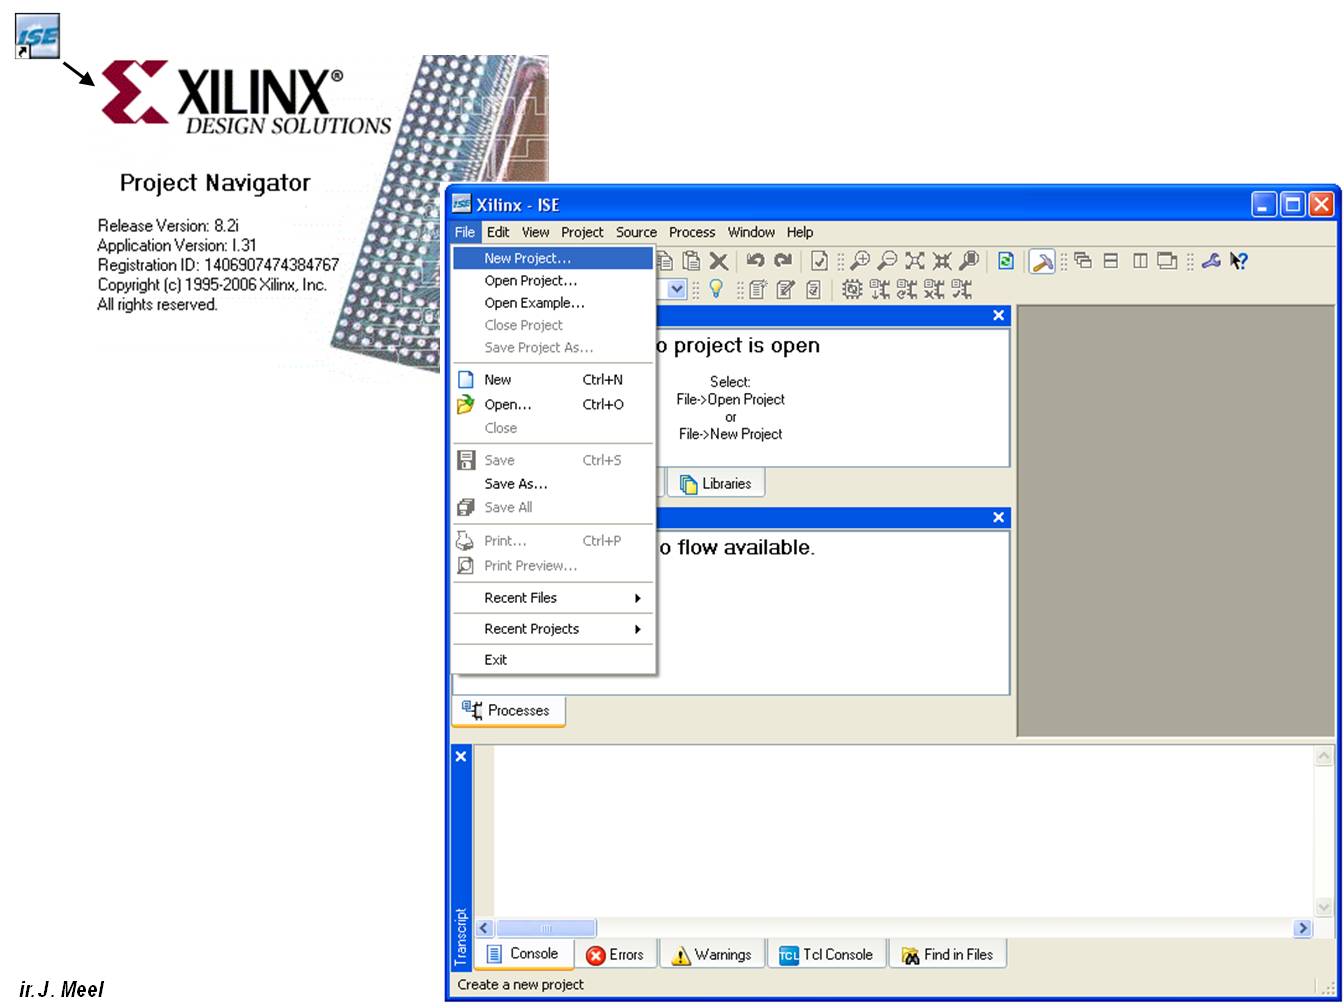 ISE
XILINX®
DESIGN SOLUTIONS
Project Navigator
Release Version: 8.2i
Application Version: I.31
Registration ID: 1406907474384767
Copyright (c) 1995-2006 Xilinx, Inc.
All rights reserved.
ISE Xilinx - ISE
File Edit View Project Source Process Window Help
New Project...
Open Project...
Open Example...
Close Project
Save Project As...
New Ctrl+N
Open... Ctrl+O
Close
Save Ctrl+S
Save As...
Save All
Print... Ctrl+P
Print Preview...
Recent Files
Recent Projects
Exit
o project is open
Select:
File->Open Project
or
File->New Project
Libraries
o flow available.
Processes
Transcript
Console Errors Warnings TCL Tcl Console Find in Files
Create a new project
ir.J. Meel